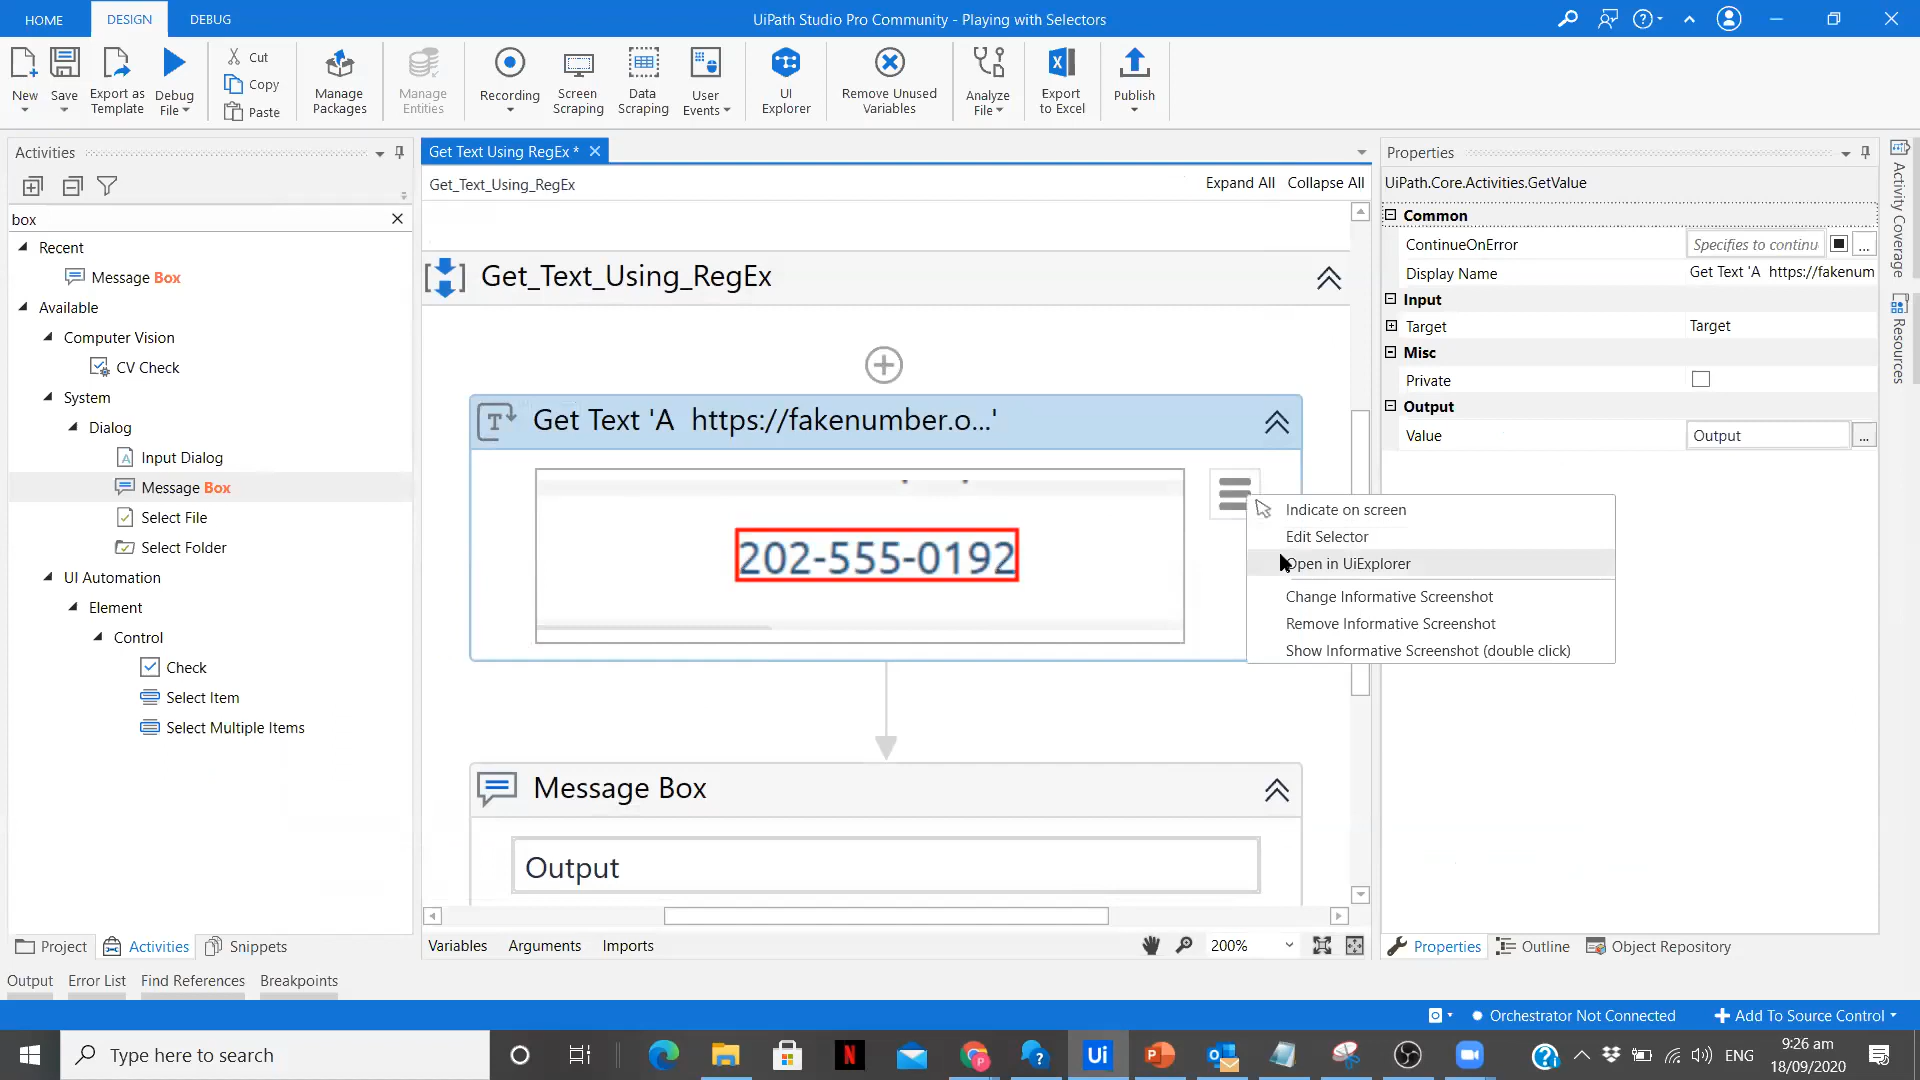 HOME
DESIGN
DEBUG
UiPath Studio Pro Community - Playing with Selectors
New
Save
Export as Template
Debug File
Cut
Copy
Paste
Manage Packages
Manage Entities
Recording
Screen Scraping
Data Scraping
User Events
UI Explorer
Remove Unused Variables
Analyze File
Export to Excel
Publish
Activities
box
Recent
Message Box
Available
Computer Vision
CV Check
System
Dialog
Input Dialog
Message Box
Select File
Select Folder
UI Automation
Element
Control
Check
Select Item
Select Multiple Items
Project
Activities
Snippets
Get Text Using RegEx *
Get_Text_Using_RegEx
Expand All
Collapse All
Get_Text_Using_RegEx
Get Text 'A  https://fakenumber.o...'
202-555-0192
Message Box
Output
Indicate on screen
Edit Selector
Open in UiExplorer
Change Informative Screenshot
Remove Informative Screenshot
Show Informative Screenshot (double click)
Variables
Arguments
Imports
200%
Properties
UiPath.Core.Activities.GetValue
Common
ContinueOnError
Specifies to continu
...
Display Name
Get Text 'A  https://fakenum
Input
Target
Target
Misc
Private
Output
Value
Output
...
Activity Coverage
Resources
Properties
Outline
Object Repository
Output
Error List
Find References
Breakpoints
Orchestrator Not Connected
Add To Source Control
Type here to search
N
Ui
ENG
9:26 am
18/09/2020